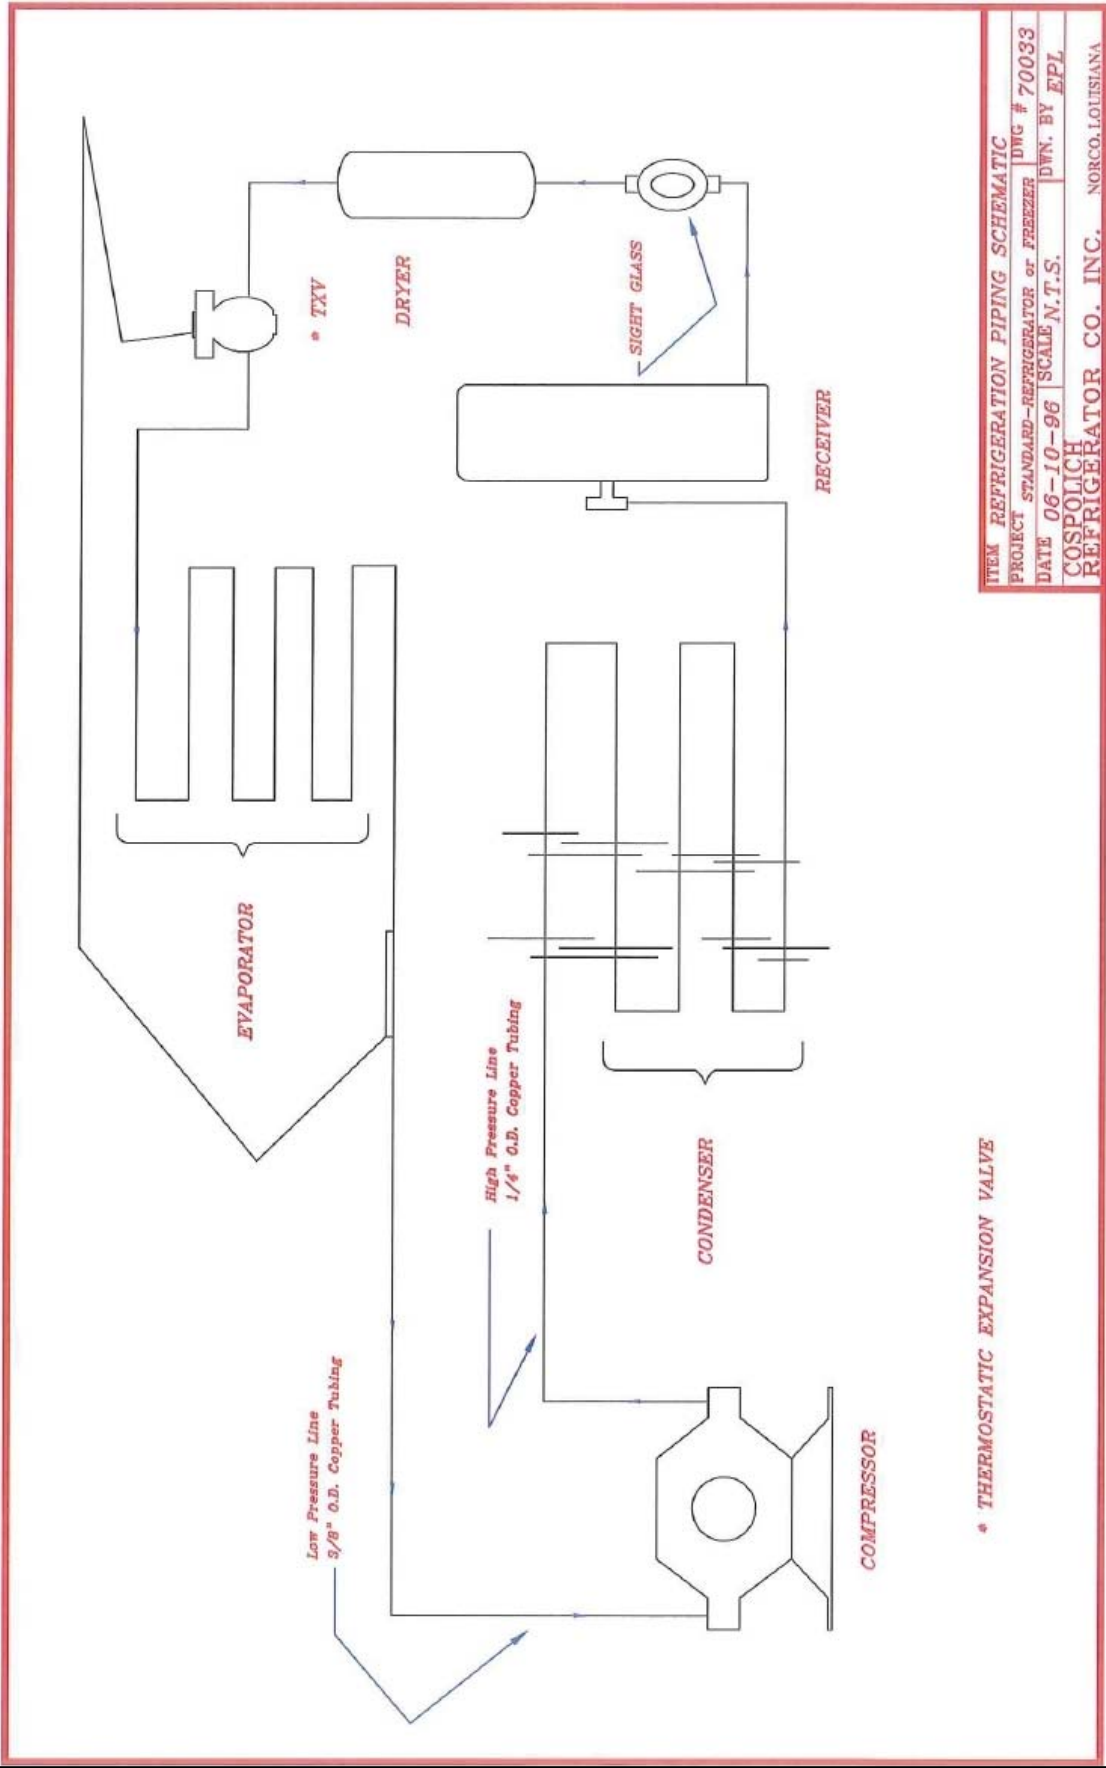 * TXV
DRYER
SIGHT GLASS
RECEIVER
EVAPORATOR
High Pressure Line
1/4" O.D. Copper Tubing
CONDENSER
Low Pressure Line
3/8" O.D. Copper Tubing
COMPRESSOR
* THERMOSTATIC EXPANSION VALVE
ITEM REFRIGERATION PIPING SCHEMATIC
PROJECT STANDARD-REFRIGERATOR or FREEZER DWG # 70033
DATE 06-10-96 SCALE N.T.S. DWN. BY EPL
COSPOLICH
REFRIGERATOR CO. INC. NORCO, LOUISIANA